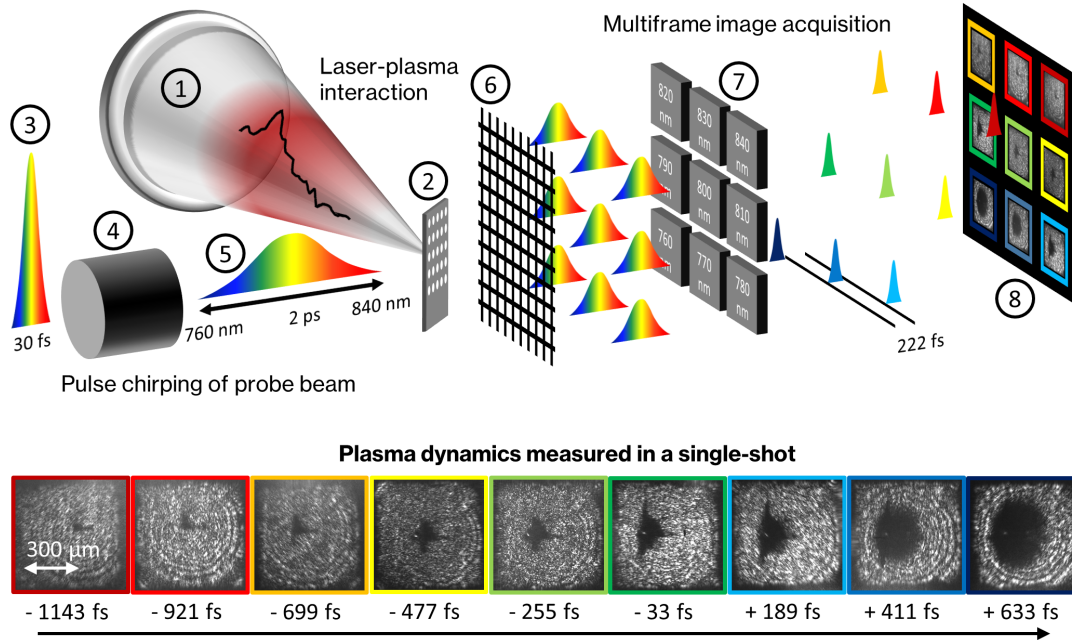 Multiframe image acquisition
Laser-plasma
interaction
1
2
3
4
5
6
7
8
820
nm
830
nm
840
nm
790
nm
800
nm
810
nm
760
nm
770
nm
780
nm
30 fs
760 nm
2 ps
840 nm
222 fs
Pulse chirping of probe beam
Plasma dynamics measured in a single-shot
300 µm
- 1143 fs
- 921 fs
- 699 fs
- 477 fs
- 255 fs
- 33 fs
+ 189 fs
+ 411 fs
+ 633 fs